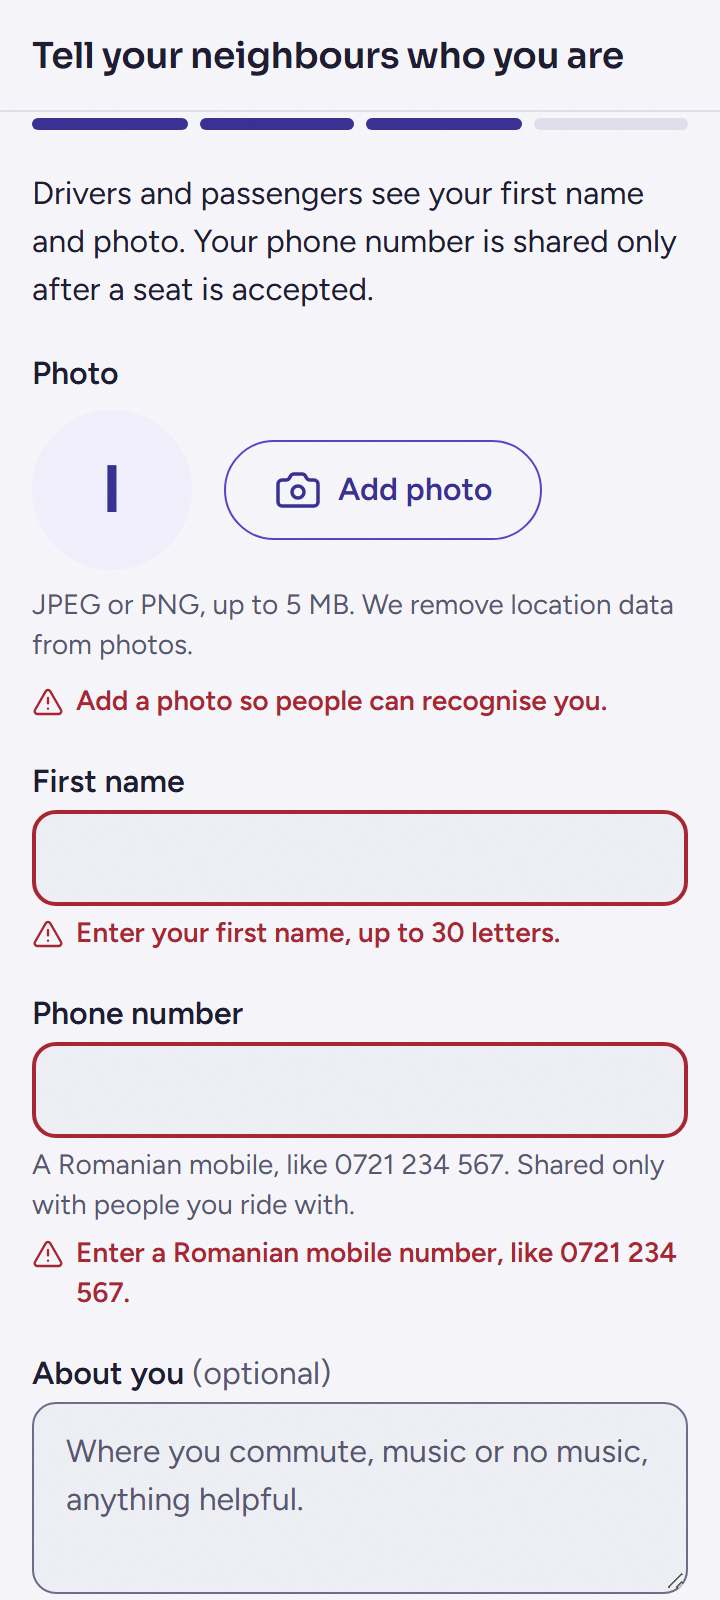 Tell your neighbours who you are
Drivers and passengers see your first name
and photo. Your phone number is shared only
after a seat is accepted.
Photo
I
Add photo
JPEG or PNG, up to 5 MB. We remove location data
from photos.
Add a photo so people can recognise you.
First name
Enter your first name, up to 30 letters.
Phone number
A Romanian mobile, like 0721 234 567. Shared only
with people you ride with.
Enter a Romanian mobile number, like 0721 234
567.
About you (optional)
Where you commute, music or no music,
anything helpful.